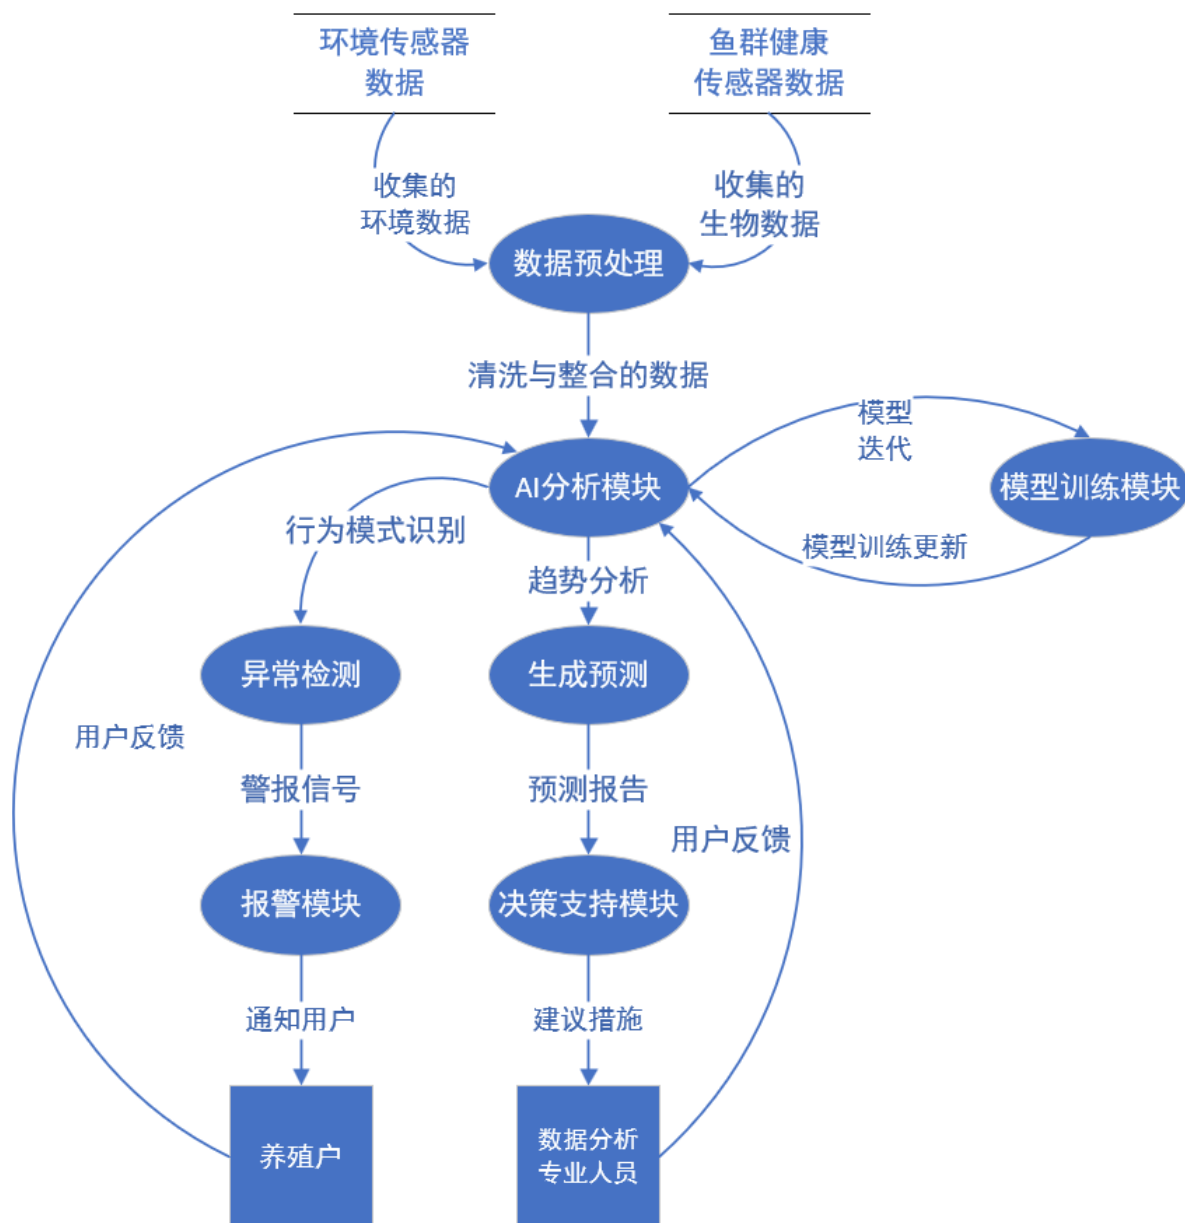 环境传感器
数据
鱼群健康
传感器数据
收集的
环境数据
收集的
生物数据
数据预处理
清洗与整合的数据
模型
迭代
AI分析模块
模型训练模块
行为模式识别
模型训练更新
趋势分析
异常检测
生成预测
用户反馈
警报信号
预测报告
用户反馈
报警模块
决策支持模块
通知用户
建议措施
养殖户
数据分析
专业人员